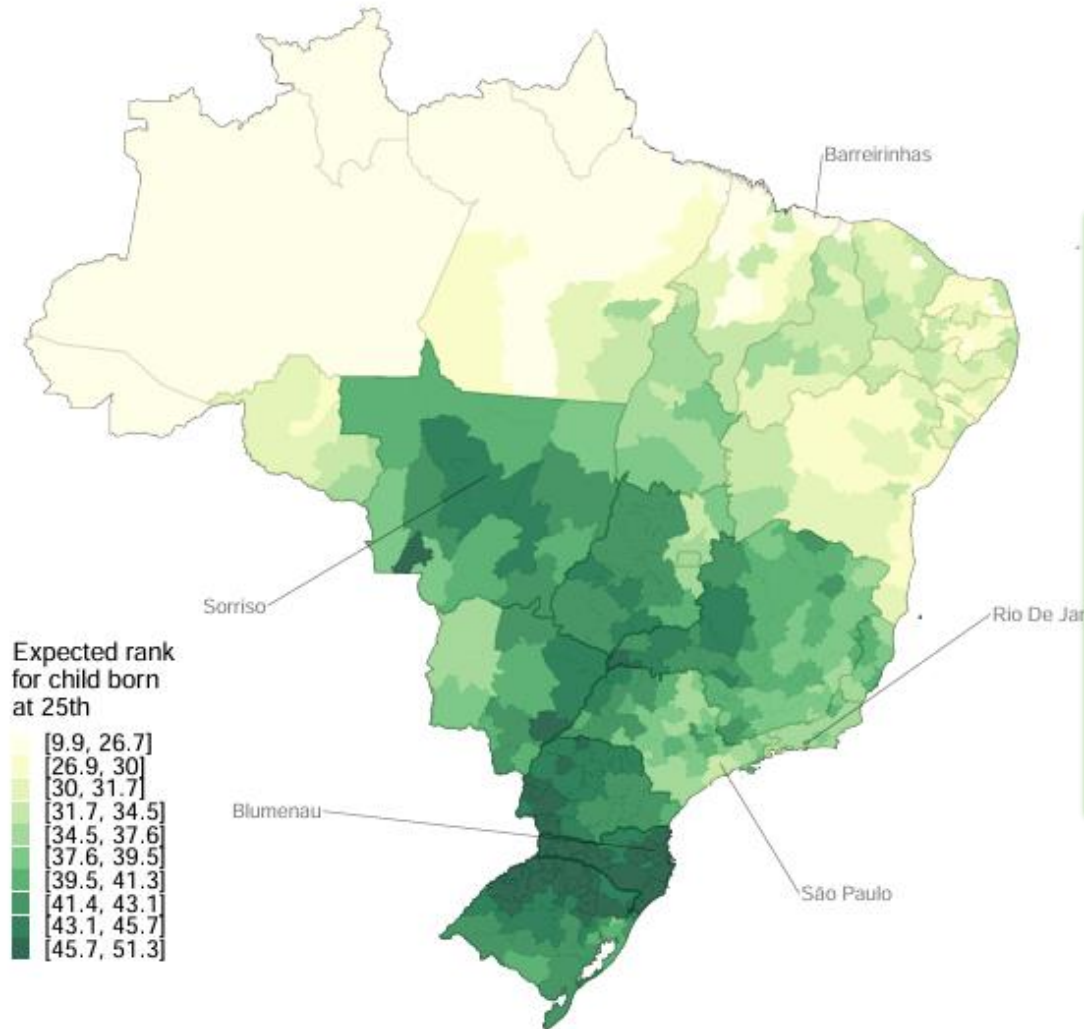 Barreirinhas
Sorriso
Rio De Jar
Expected rank
for child born
at 25th
[9.9, 26.7]
[26.9, 30]
[30, 31.7]
[31.7, 34.5]
[34.5, 37.6]
[37.6, 39.5]
[39.5, 41.3]
[41.4, 43.1]
[43.1, 45.7]
[45.7, 51.3]
Blumenau
São Paulo